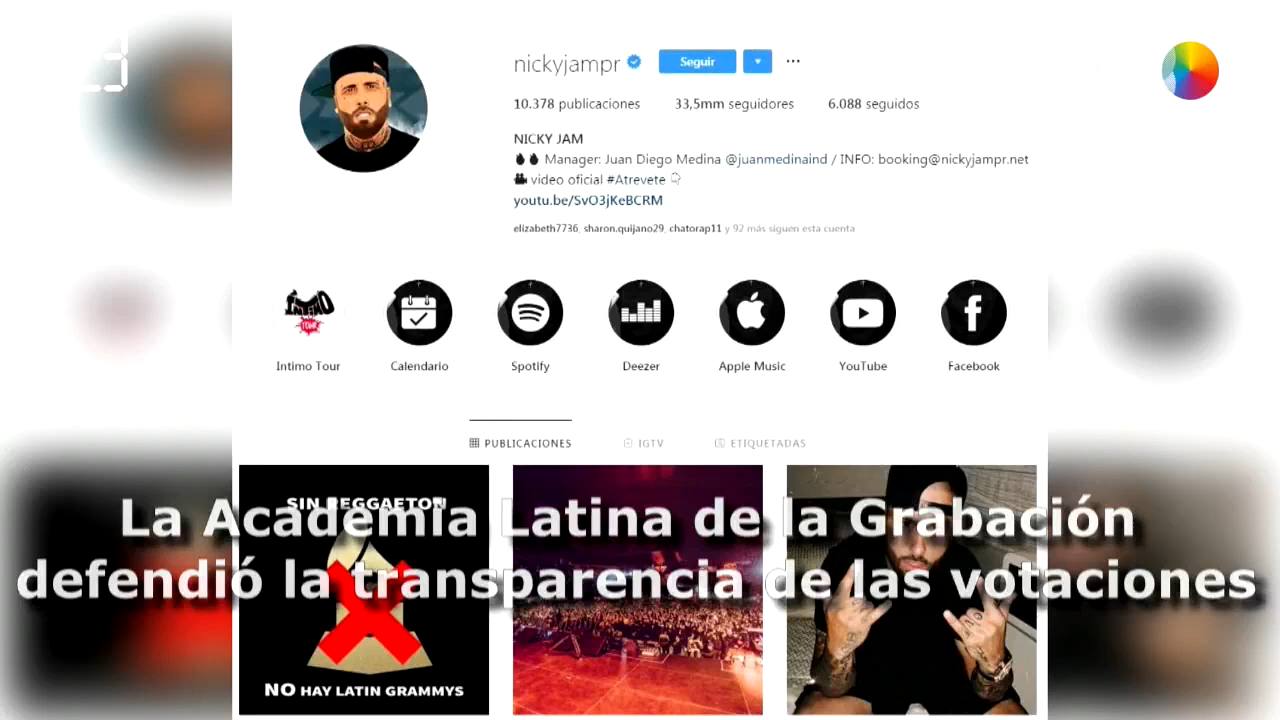 nickyjampr
Seguir
10.378 publicaciones 33,5mm seguidores 6.088 seguidos
NICKY JAM
Manager: Juan Diego Medina @juanmedinaind / INFO: booking@nickyjampr.net
video oficial #Atrevete
youtu.be/SvO3jKeBCRM
elizabeth7736, sharon.quijano29, chatorap11 y 92 más siguen esta cuenta
INTIMO
TOUR
Intimo Tour
Calendario
Spotify
Deezer
Apple Music
YouTube
Facebook
PUBLICACIONES
IGTV
ETIQUETADAS
SIN REGGAETON
La Academia Latina de la Grabación
defendió la transparencia de las votaciones
NO HAY LATIN GRAMMYS